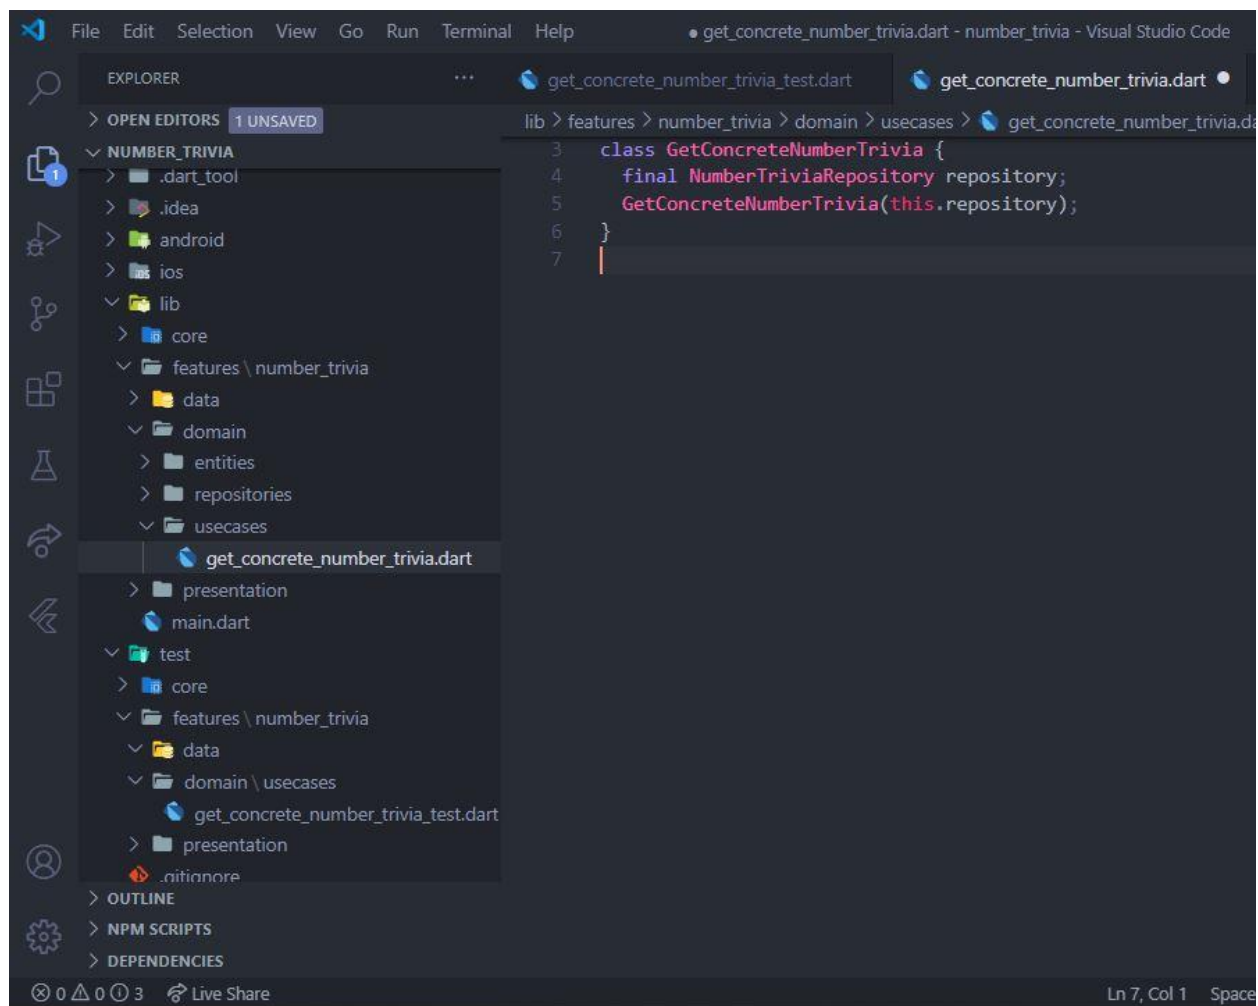 File Edit Selection View Go Run Terminal Help
● get_concrete_number_trivia.dart - number_trivia - Visual Studio Code
EXPLORER ···
OPEN EDITORS 1 UNSAVED
NUMBER_TRIVIA
.dart_tool
.idea
android
ios
lib
core
features \ number_trivia
data
domain
entities
repositories
usecases
get_concrete_number_trivia.dart
presentation
main.dart
test
core
features \ number_trivia
data
domain \ usecases
get_concrete_number_trivia_test.dart
presentation
.gitignore
OUTLINE
NPM SCRIPTS
DEPENDENCIES
1
get_concrete_number_trivia_test.dart get_concrete_number_trivia.dart ●
lib > features > number_trivia > domain > usecases > get_concrete_number_trivia.da
3 class GetConcreteNumberTrivia {
4 final NumberTriviaRepository repository;
5 GetConcreteNumberTrivia(this.repository);
6 }
7
0 0 3 Live Share
Ln 7, Col 1 Space